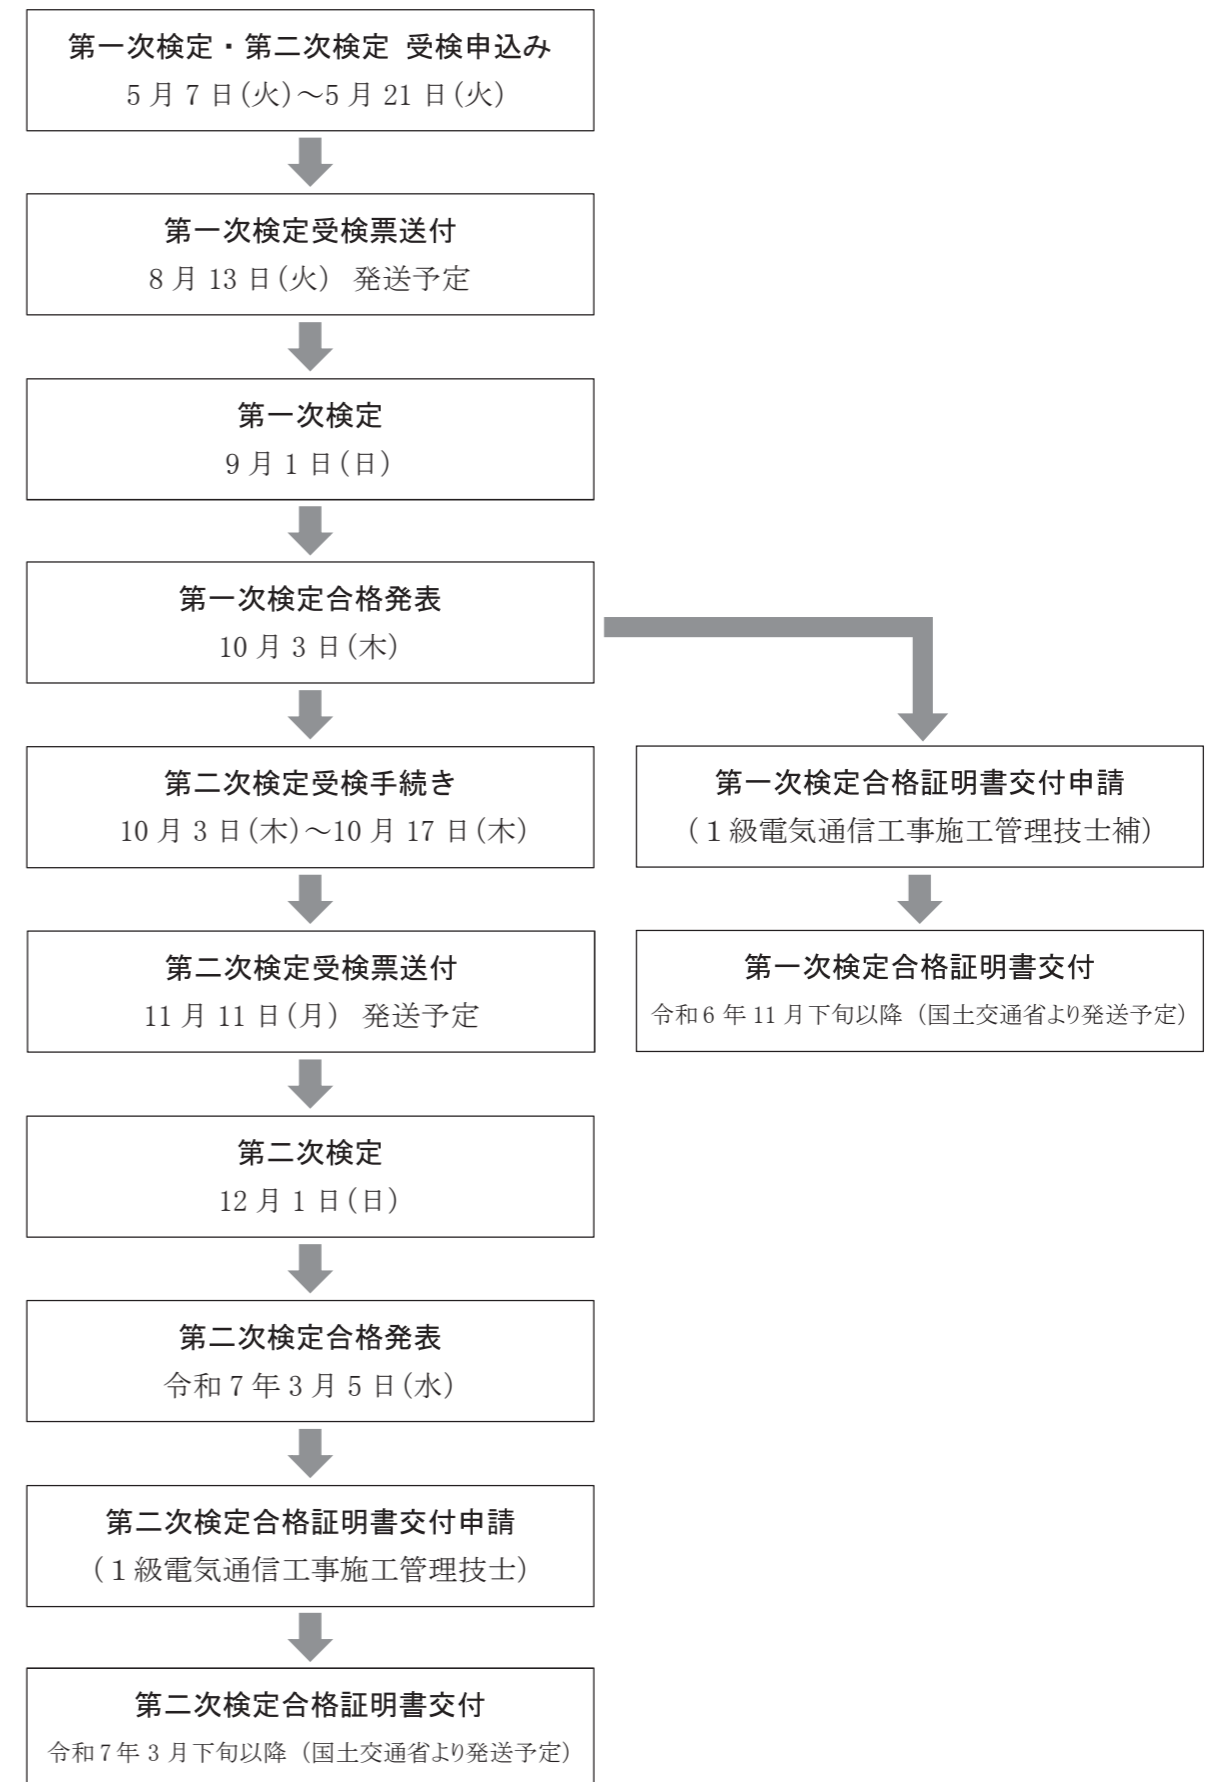 第一次検定・第二次検定 受検申込み
5月7日(火)～5月21日(火)
第一次検定受検票送付
8月13日(火) 発送予定
第一次検定
9月1日(日)
第一次検定合格発表
10月3日(木)
第二次検定受検手続き
10月3日(木)～10月17日(木)
第一次検定合格証明書交付申請
(1級電気通信工事施工管理技士補)
第二次検定受検票送付
11月11日(月) 発送予定
第一次検定合格証明書交付
令和6年11月下旬以降 (国土交通省より発送予定)
第二次検定
12月1日(日)
第二次検定合格発表
令和7年3月5日(水)
第二次検定合格証明書交付申請
(1級電気通信工事施工管理技士)
第二次検定合格証明書交付
令和7年3月下旬以降 (国土交通省より発送予定)